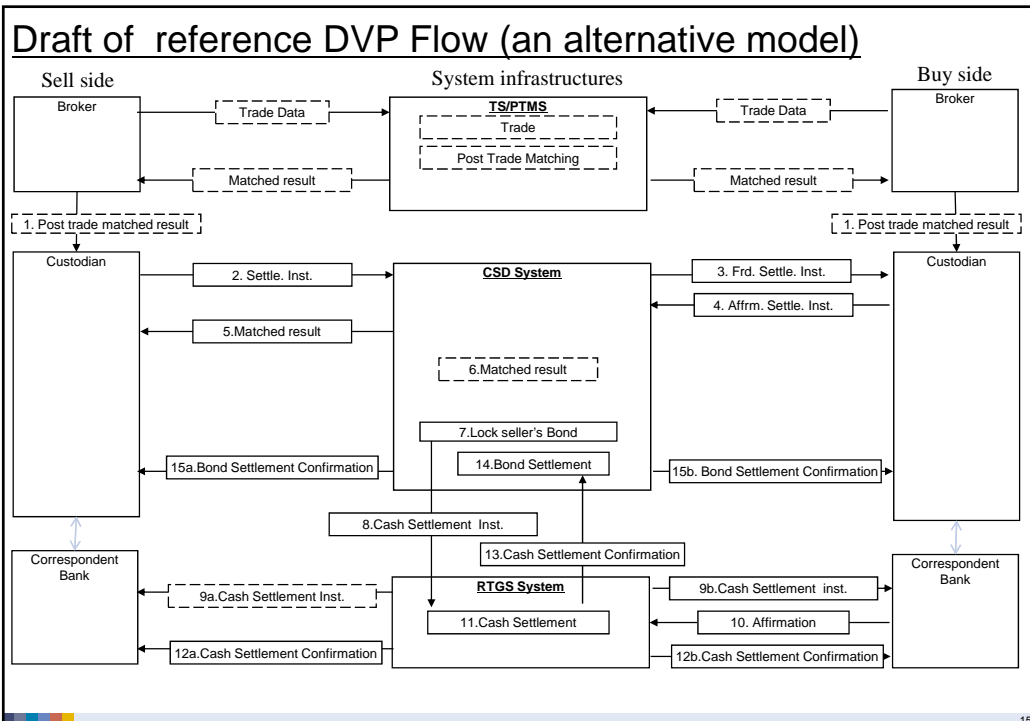 Draft of  reference DVP Flow (an alternative model)
Sell side
System infrastructures
Buy side
Broker
TS/PTMS
Broker
Trade Data
Trade
Trade Data
Post Trade Matching
Matched result
Matched result
1. Post trade matched result
1. Post trade matched result
Custodian
CSD System
Custodian
2. Settle. Inst.
3. Frd. Settle. Inst.
4. Affrm. Settle. Inst.
5.Matched result
6.Matched result
7.Lock seller's Bond
14.Bond Settlement
15a.Bond Settlement Confirmation
15b. Bond Settlement Confirmation
8.Cash Settlement  Inst.
13.Cash Settlement Confirmation
Correspondent
Bank
RTGS System
Correspondent
Bank
9a.Cash Settlement Inst.
9b.Cash Settlement  inst.
11.Cash Settlement
10. Affirmation
12a.Cash Settlement Confirmation
12b.Cash Settlement Confirmation